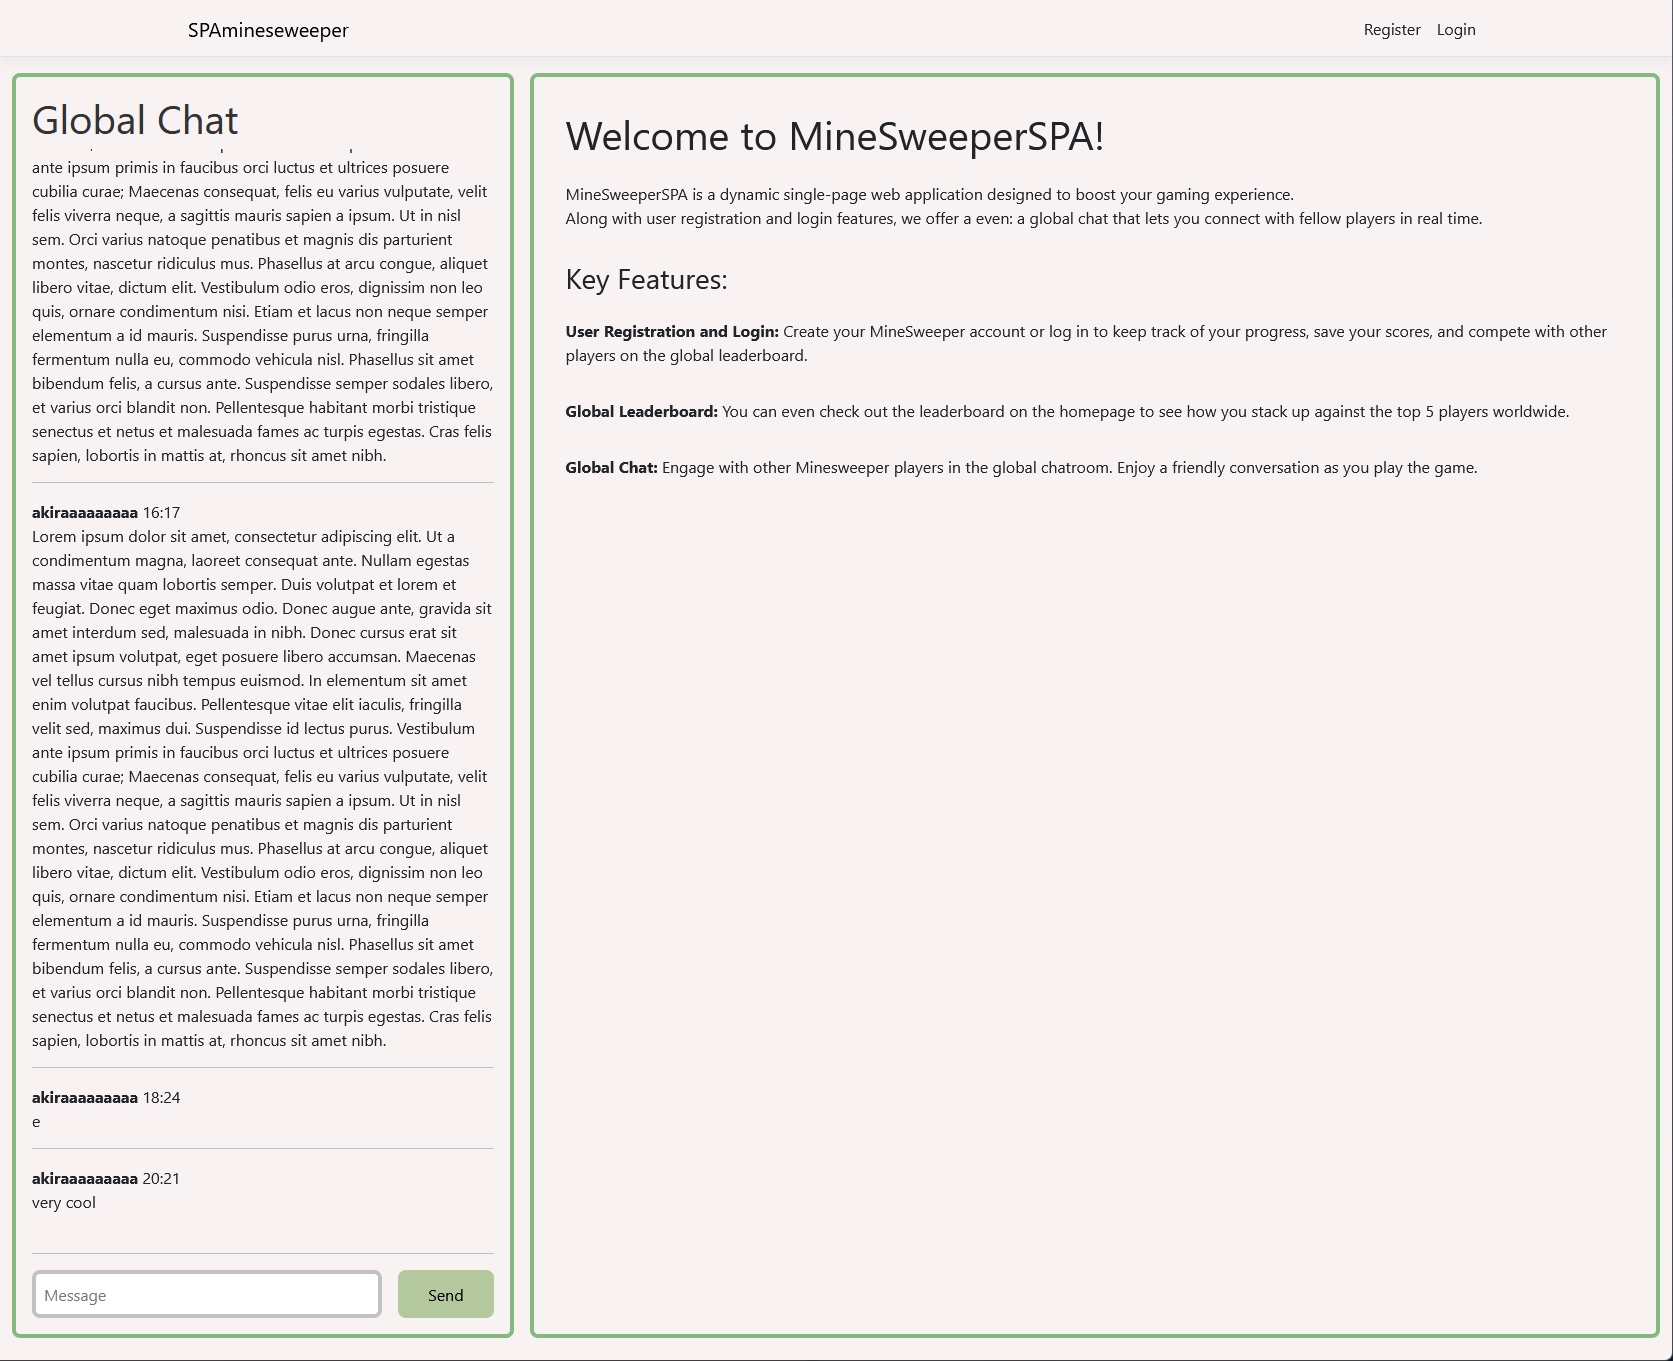 SPAmineseweeper
Register Login
Global Chat
ante ipsum primis in faucibus orci luctus et ultrices posuere
cubilia curae; Maecenas consequat, felis eu varius vulputate, velit
felis viverra neque, a sagittis mauris sapien a ipsum. Ut in nisl
sem. Orci varius natoque penatibus et magnis dis parturient
montes, nascetur ridiculus mus. Phasellus at arcu congue, aliquet
libero vitae, dictum elit. Vestibulum odio eros, dignissim non leo
quis, ornare condimentum nisi. Etiam et lacus non neque semper
elementum a id mauris. Suspendisse purus urna, fringilla
fermentum nulla eu, commodo vehicula nisl. Phasellus sit amet
bibendum felis, a cursus ante. Suspendisse semper sodales libero,
et varius orci blandit non. Pellentesque habitant morbi tristique
senectus et netus et malesuada fames ac turpis egestas. Cras felis
sapien, lobortis in mattis at, rhoncus sit amet nibh.
akiraaaaaaaaa 16:17
Lorem ipsum dolor sit amet, consectetur adipiscing elit. Ut a
condimentum magna, laoreet consequat ante. Nullam egestas
massa vitae quam lobortis semper. Duis volutpat et lorem et
feugiat. Donec eget maximus odio. Donec augue ante, gravida sit
amet interdum sed, malesuada in nibh. Donec cursus erat sit
amet ipsum volutpat, eget posuere libero accumsan. Maecenas
vel tellus cursus nibh tempus euismod. In elementum sit amet
enim volutpat faucibus. Pellentesque vitae elit iaculis, fringilla
velit sed, maximus dui. Suspendisse id lectus purus. Vestibulum
ante ipsum primis in faucibus orci luctus et ultrices posuere
cubilia curae; Maecenas consequat, felis eu varius vulputate, velit
felis viverra neque, a sagittis mauris sapien a ipsum. Ut in nisl
sem. Orci varius natoque penatibus et magnis dis parturient
montes, nascetur ridiculus mus. Phasellus at arcu congue, aliquet
libero vitae, dictum elit. Vestibulum odio eros, dignissim non leo
quis, ornare condimentum nisi. Etiam et lacus non neque semper
elementum a id mauris. Suspendisse purus urna, fringilla
fermentum nulla eu, commodo vehicula nisl. Phasellus sit amet
bibendum felis, a cursus ante. Suspendisse semper sodales libero,
et varius orci blandit non. Pellentesque habitant morbi tristique
senectus et netus et malesuada fames ac turpis egestas. Cras felis
sapien, lobortis in mattis at, rhoncus sit amet nibh.
akiraaaaaaaaa 18:24
e
akiraaaaaaaaa 20:21
very cool
Message
Send
Welcome to MineSweeperSPA!
MineSweeperSPA is a dynamic single-page web application designed to boost your gaming experience.
Along with user registration and login features, we offer a even: a global chat that lets you connect with fellow players in real time.
Key Features:
User Registration and Login: Create your MineSweeper account or log in to keep track of your progress, save your scores, and compete with other
players on the global leaderboard.
Global Leaderboard: You can even check out the leaderboard on the homepage to see how you stack up against the top 5 players worldwide.
Global Chat: Engage with other Minesweeper players in the global chatroom. Enjoy a friendly conversation as you play the game.